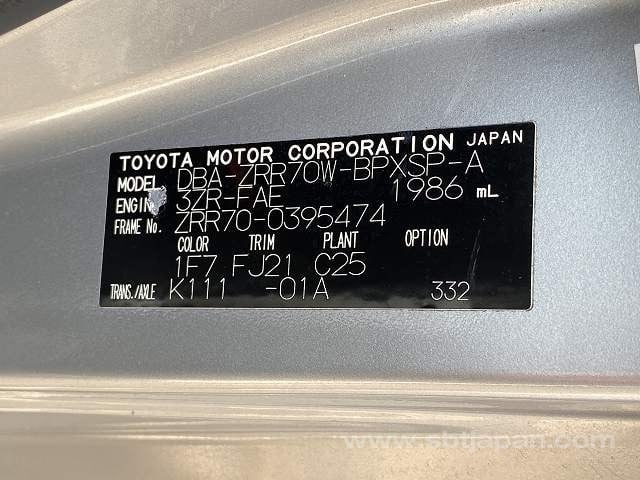 TOYOTA MOTOR CORPORATION JAPAN
MODEL DBA-ZRR70W-BPXSP-A
ENGINE 3ZR-FAE 1986 mL
FRAME No. ZRR70-0395474
COLOR TRIM PLANT OPTION
1F7 FJ21 C25
TRANS./AXLE K111 -01A 332
www.sbtjapan.com